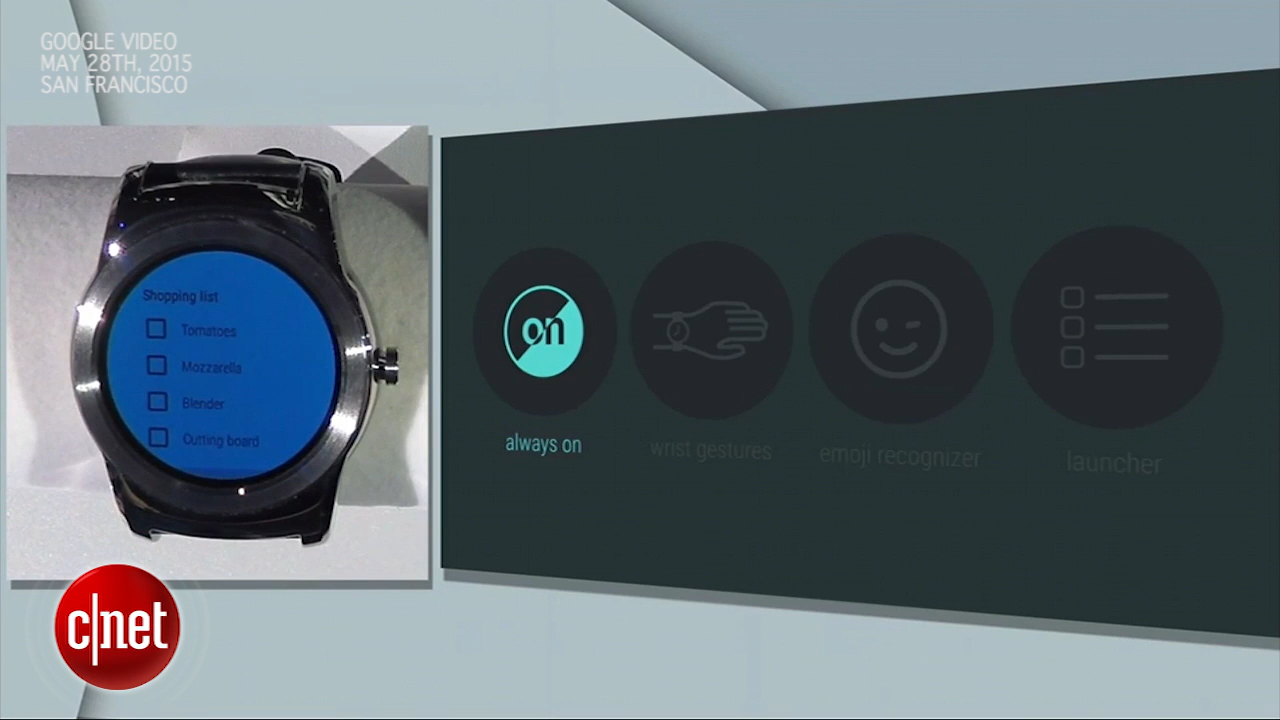 GOOGLE VIDEO
MAY 28TH, 2015
SAN FRANCISCO
Shopping list
Tomatoes
Mozzarella
Blender
Cutting board
on
always on
wrist gestures
emoji recognizer
launcher
c|net